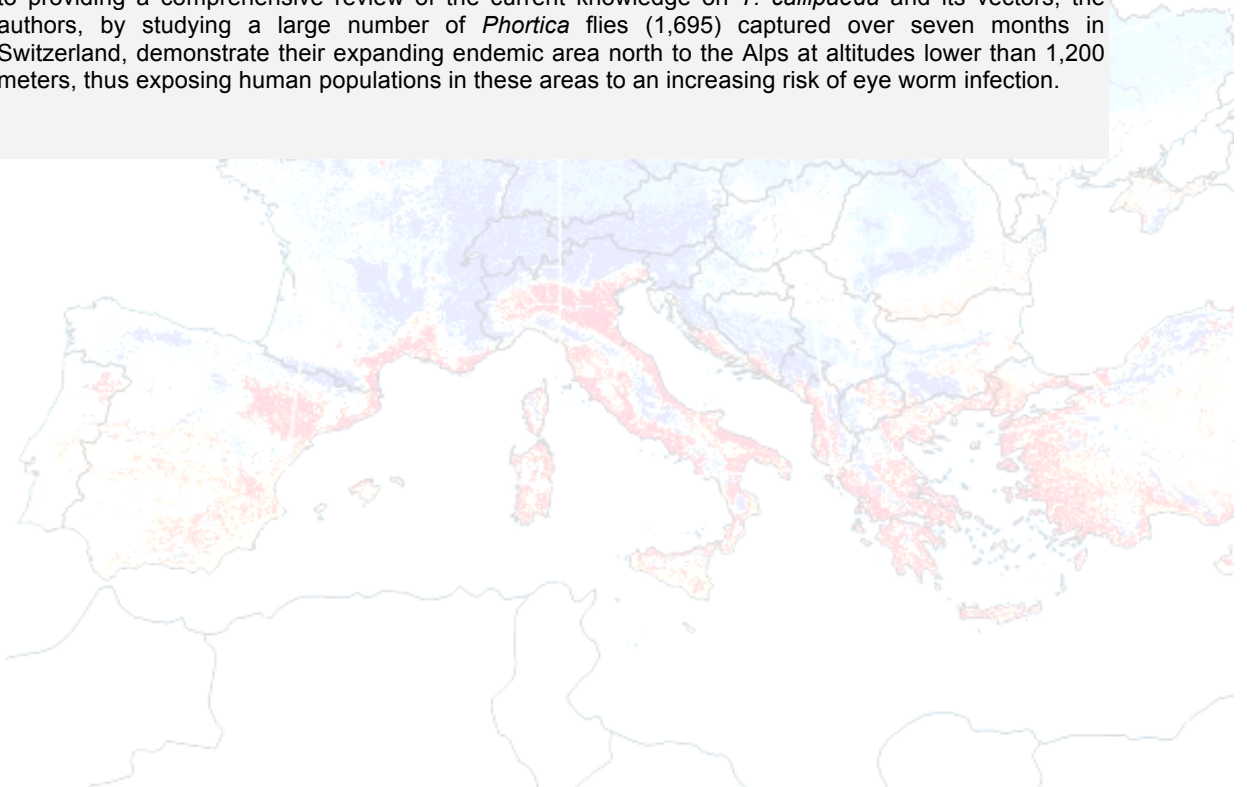 to providing a comprehensive review of the current knowledge on T. callipaeda and its vectors, the
authors, by studying a large number of Phortica flies (1,695) captured over seven months in
Switzerland, demonstrate their expanding endemic area north to the Alps at altitudes lower than 1,200
meters, thus exposing human populations in these areas to an increasing risk of eye worm infection.